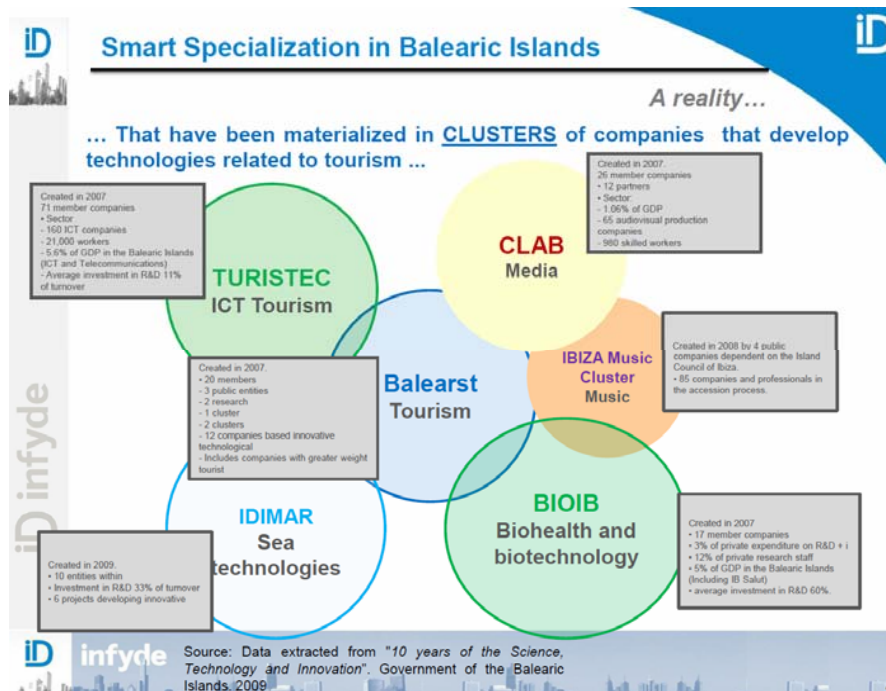 iD
iD
Smart Specialization in Balearic Islands
A reality…
… That have been materialized in CLUSTERS of companies that develop
technologies related to tourism ...
Created in 2007
71 member companies
• Sector
- 160 ICT companies
- 21,000 workers
- 5.6% of GDP in the Balearic Islands
(ICT and Telecommunications)
- Average investment in R&D 11%
of turnover
TURISTEC
ICT Tourism
CLAB
Media
Created in 2007.
26 member companies
• 12 partners
• Sector:
- 1.06% of GDP
- 65 audiovisual production
companies
- 980 skilled workers
Created in 2007.
• 20 members
- 3 public entities
- 2 research
- 1 cluster
- 2 clusters
- 12 companies based innovative
technological
- Includes companies with greater weight
tourist
Balearst
Tourism
IBIZA Music
Cluster
Music
Created in 2008 by 4 public
companies dependent on the Island
Council of Ibiza.
• 85 companies and professionals in
the accession process.
IDIMAR
Sea
technologies
Created in 2009.
• 10 entities within
• Investment in R&D 33% of turnover
• 6 projects developing innovative
BIOIB
Biohealth and
biotechnology
Created in 2007
• 17 member companies
• 3% of private expenditure on R&D + i
• 12% of private research staff
• 5% of GDP in the Balearic Islands
(Including IB Salut)
• average investment in R&D 60%.
iD infyde
iD infyde
Source: Data extracted from "10 years of the Science,
Technology and Innovation". Government of the Balearic
Islands, 2009